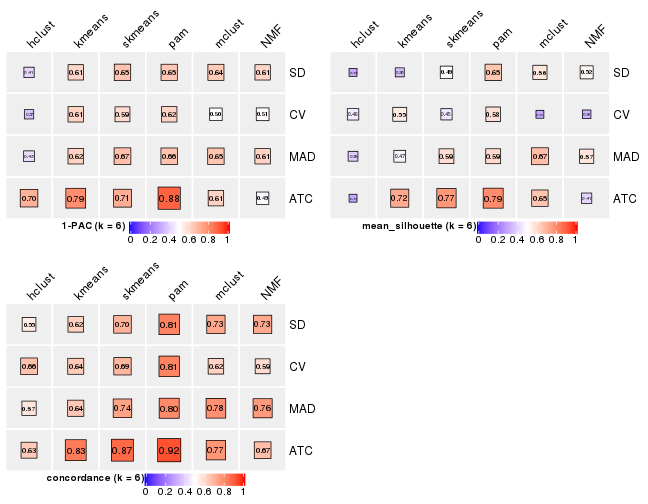 hclust kmeans skmeans pam mclust NMF
0.61 0.65 0.65 0.64 0.61 SD
0.61 0.59 0.62 0.50 0.51 CV
0.62 0.67 0.66 0.65 0.61 MAD
0.70 0.79 0.71 0.88 0.61 0.49 ATC
1-PAC (k = 6)
0 0.2 0.4 0.6 0.8 1
hclust kmeans skmeans pam mclust NMF
0.49 0.65 0.56 0.52 SD
0.55 0.58 CV
0.47 0.59 0.59 0.67 0.57 MAD
0.72 0.77 0.79 0.65 ATC
mean_silhouette (k = 6)
0 0.2 0.4 0.6 0.8 1
hclust kmeans skmeans pam mclust NMF
0.55 0.62 0.70 0.81 0.73 0.73 SD
0.66 0.64 0.69 0.81 0.62 0.59 CV
0.57 0.64 0.74 0.80 0.78 0.76 MAD
0.63 0.83 0.87 0.92 0.77 0.67 ATC
concordance (k = 6)
0 0.2 0.4 0.6 0.8 1